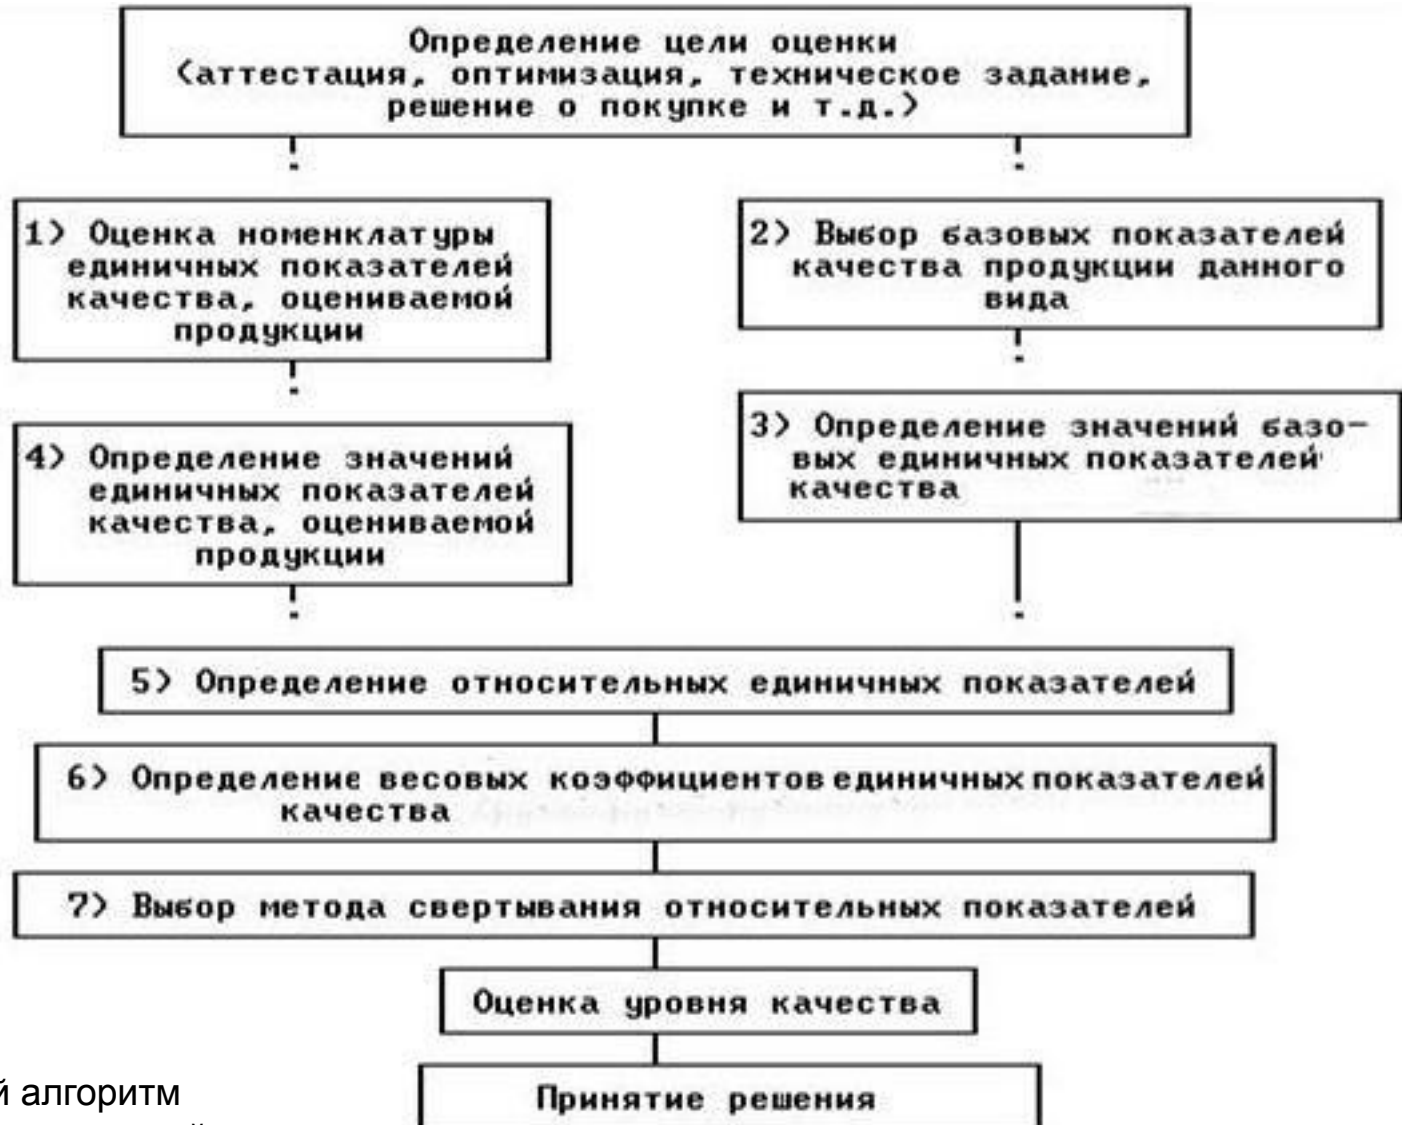 Определение цели оценки
(аттестация, оптимизация, техническое задание,
решение о покупке и т.д.)
1) Оценка номенклатуры
единичных показателей
качества, оцениваемой
продукции
2) Выбор базовых показателей
качества продукции данного
вида
4) Определение значений
единичных показателей
качества, оцениваемой
продукции
3) Определение значений базо-
вых единичных показателей
качества
5) Определение относительных единичных показателей
6) Определение весовых коэффициентов единичных показателей
качества
7) Выбор метода свертывания относительных показателей
Оценка уровня качества
Принятие решения
й алгоритм